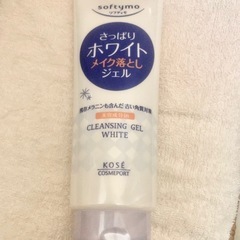 softymo
ソフティモ
さっぱり
ホワイト
メイク落とし
ジェル
CLEANSING GEL
WHITE
KOSÉ
COSMEPORT